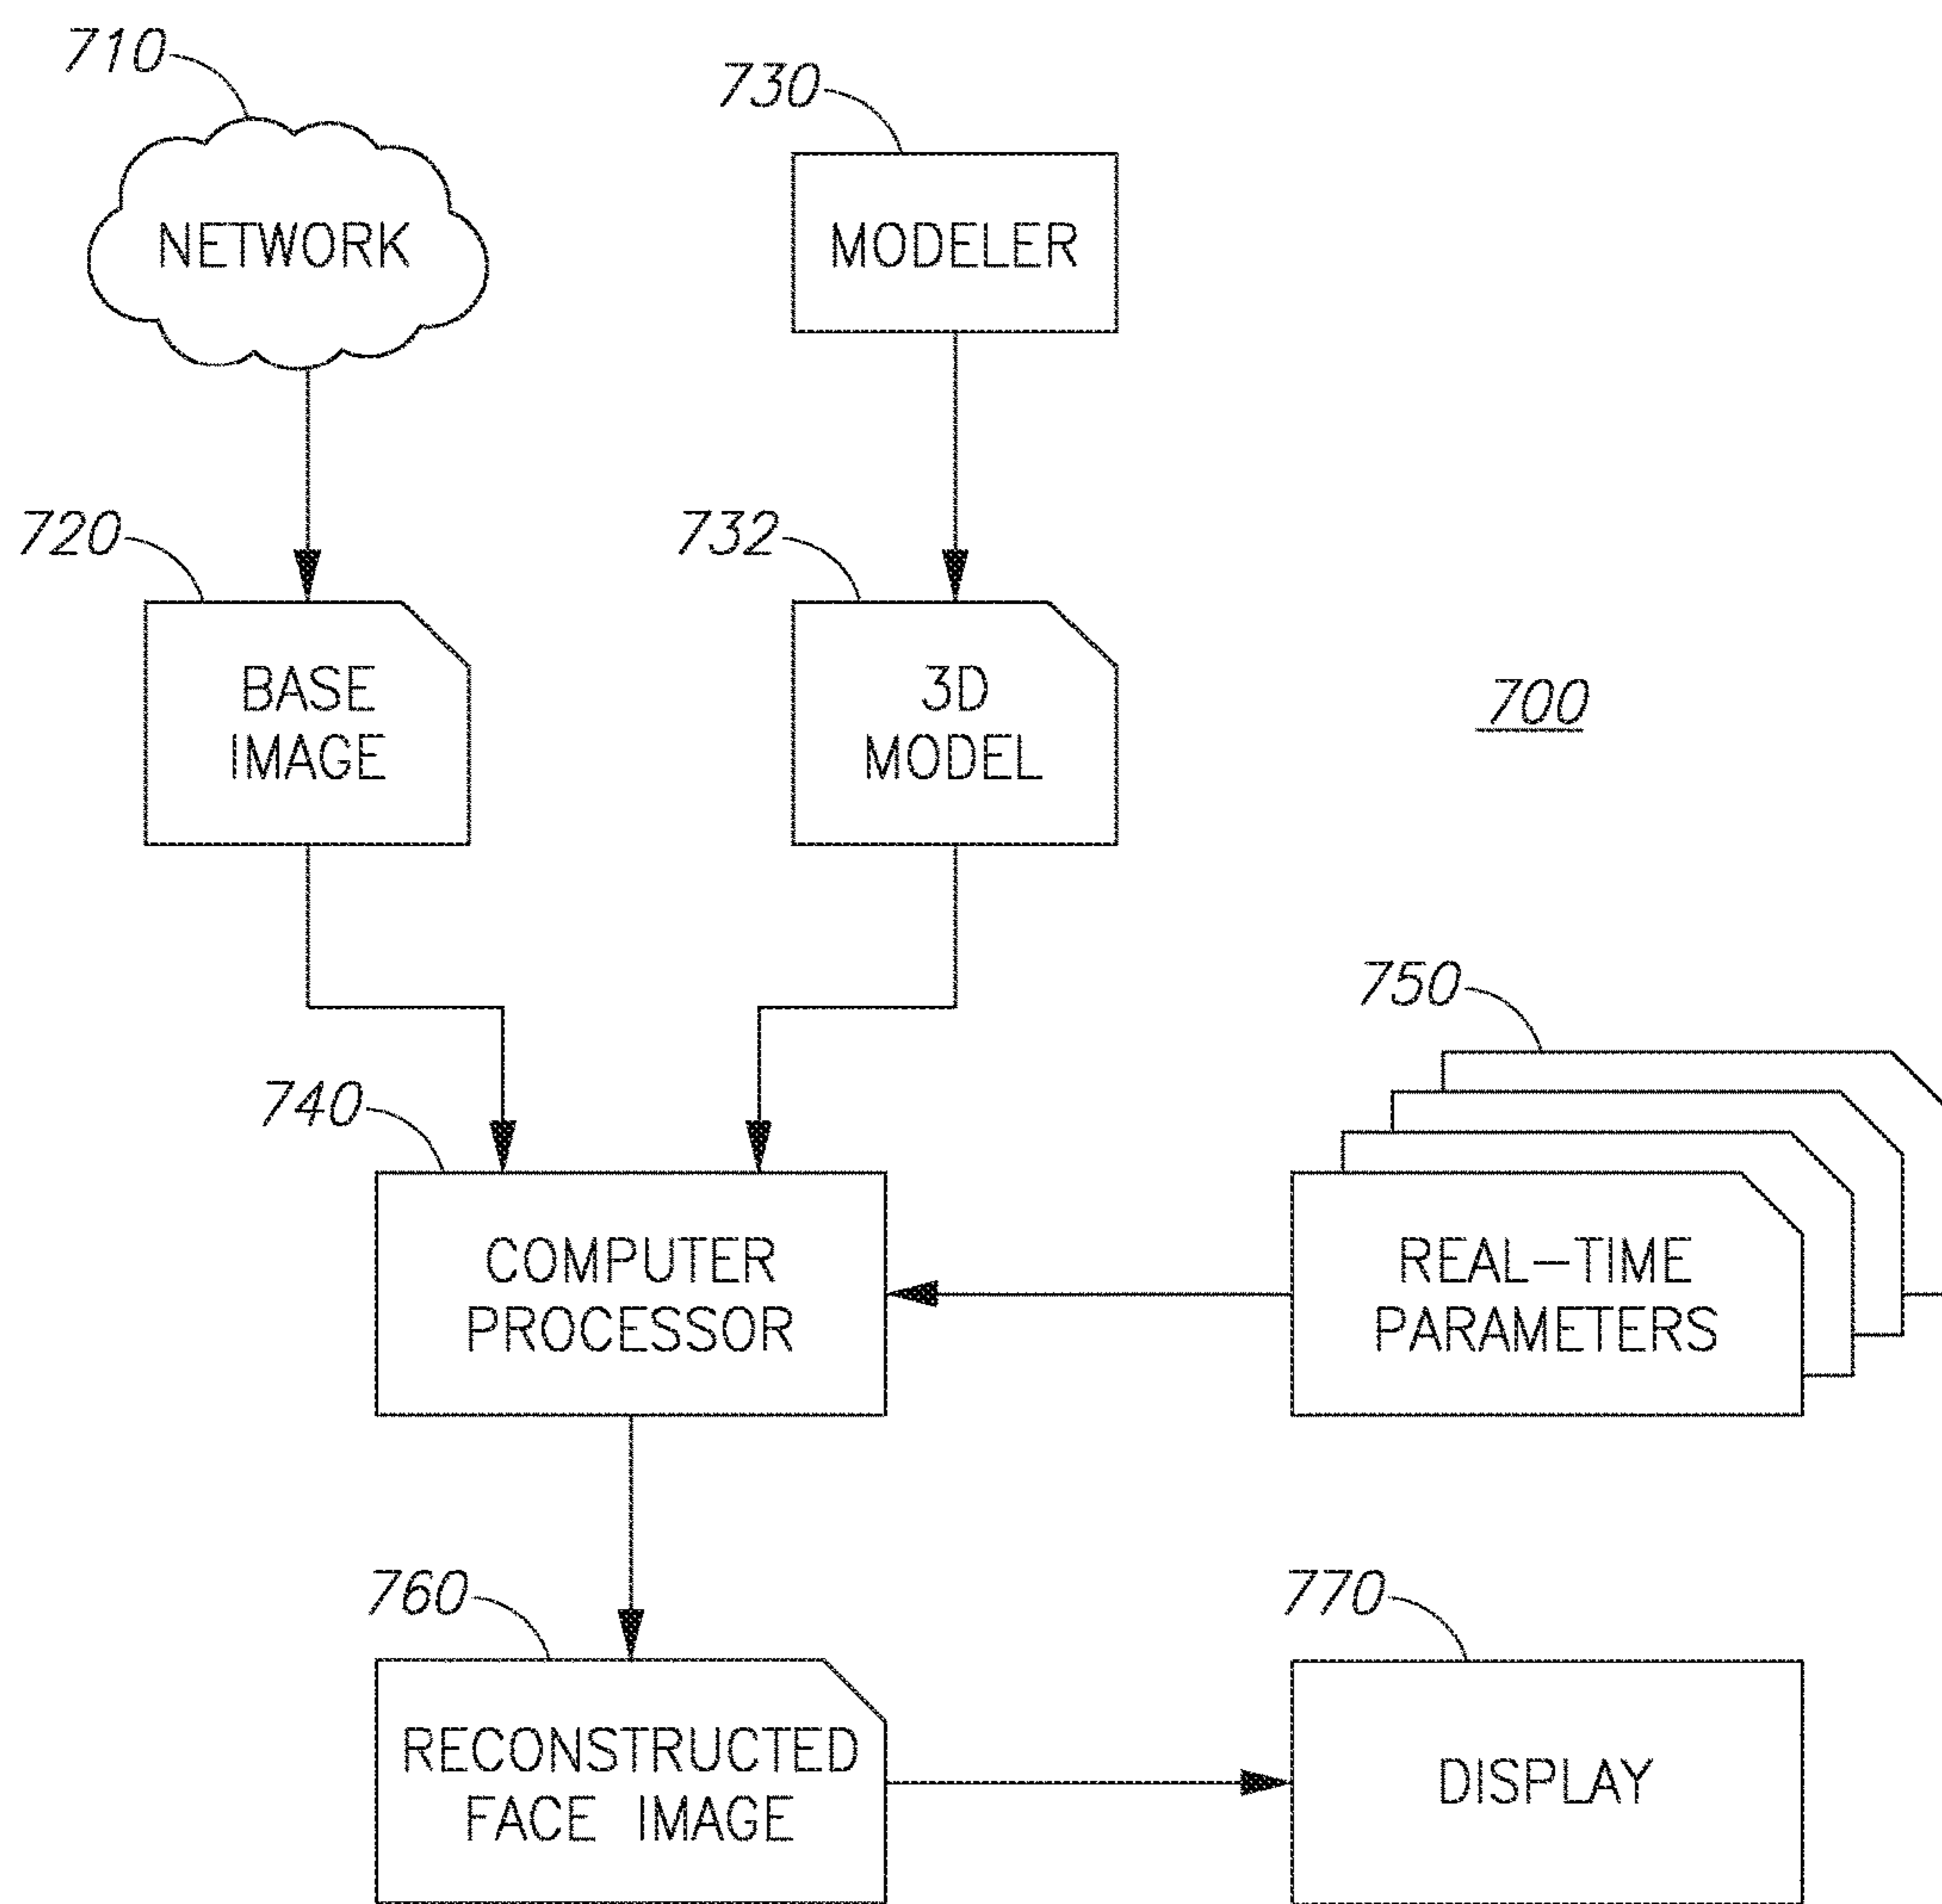 710
730
NETWORK
MODELER
720
732
BASE
IMAGE
3D
MODEL
700
750
740
COMPUTER
PROCESSOR
REAL-TIME
PARAMETERS
760
770
RECONSTRUCTED
FACE IMAGE
DISPLAY